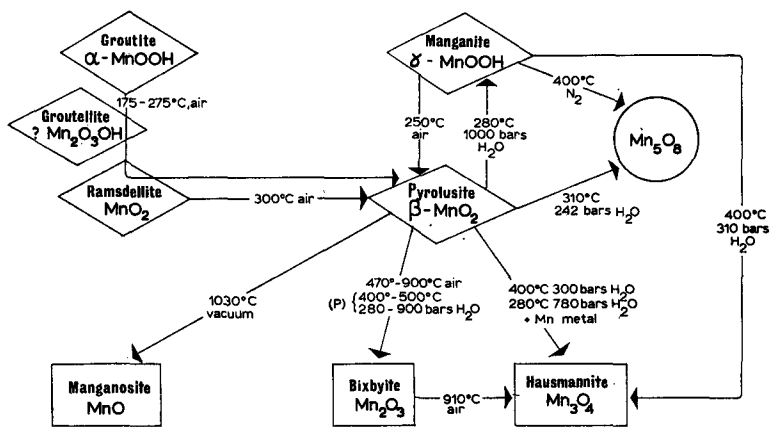 Groutite
α-MnOOH
Manganite
γ - MnOOH
175-275°C, air
400°C
N2
Groutellite
? Mn2O3OH
250°C
air
280°C
1000 bars
H2O
Mn5O8
Ramsdellite
MnO2
300°C air
Pyrolusite
β-MnO2
310°C
242 bars H2O
400°C
310 bars
H2O
1030°C
vacuum
470°-900°C air
(P) {400°-500°C
280-900 bars H2O
400°C 300 bars H2O
280°C 780 bars H2O
+ Mn metal
Manganosite
MnO
Bixbyite
Mn2O3
910°C
air
Hausmannite
Mn3O4